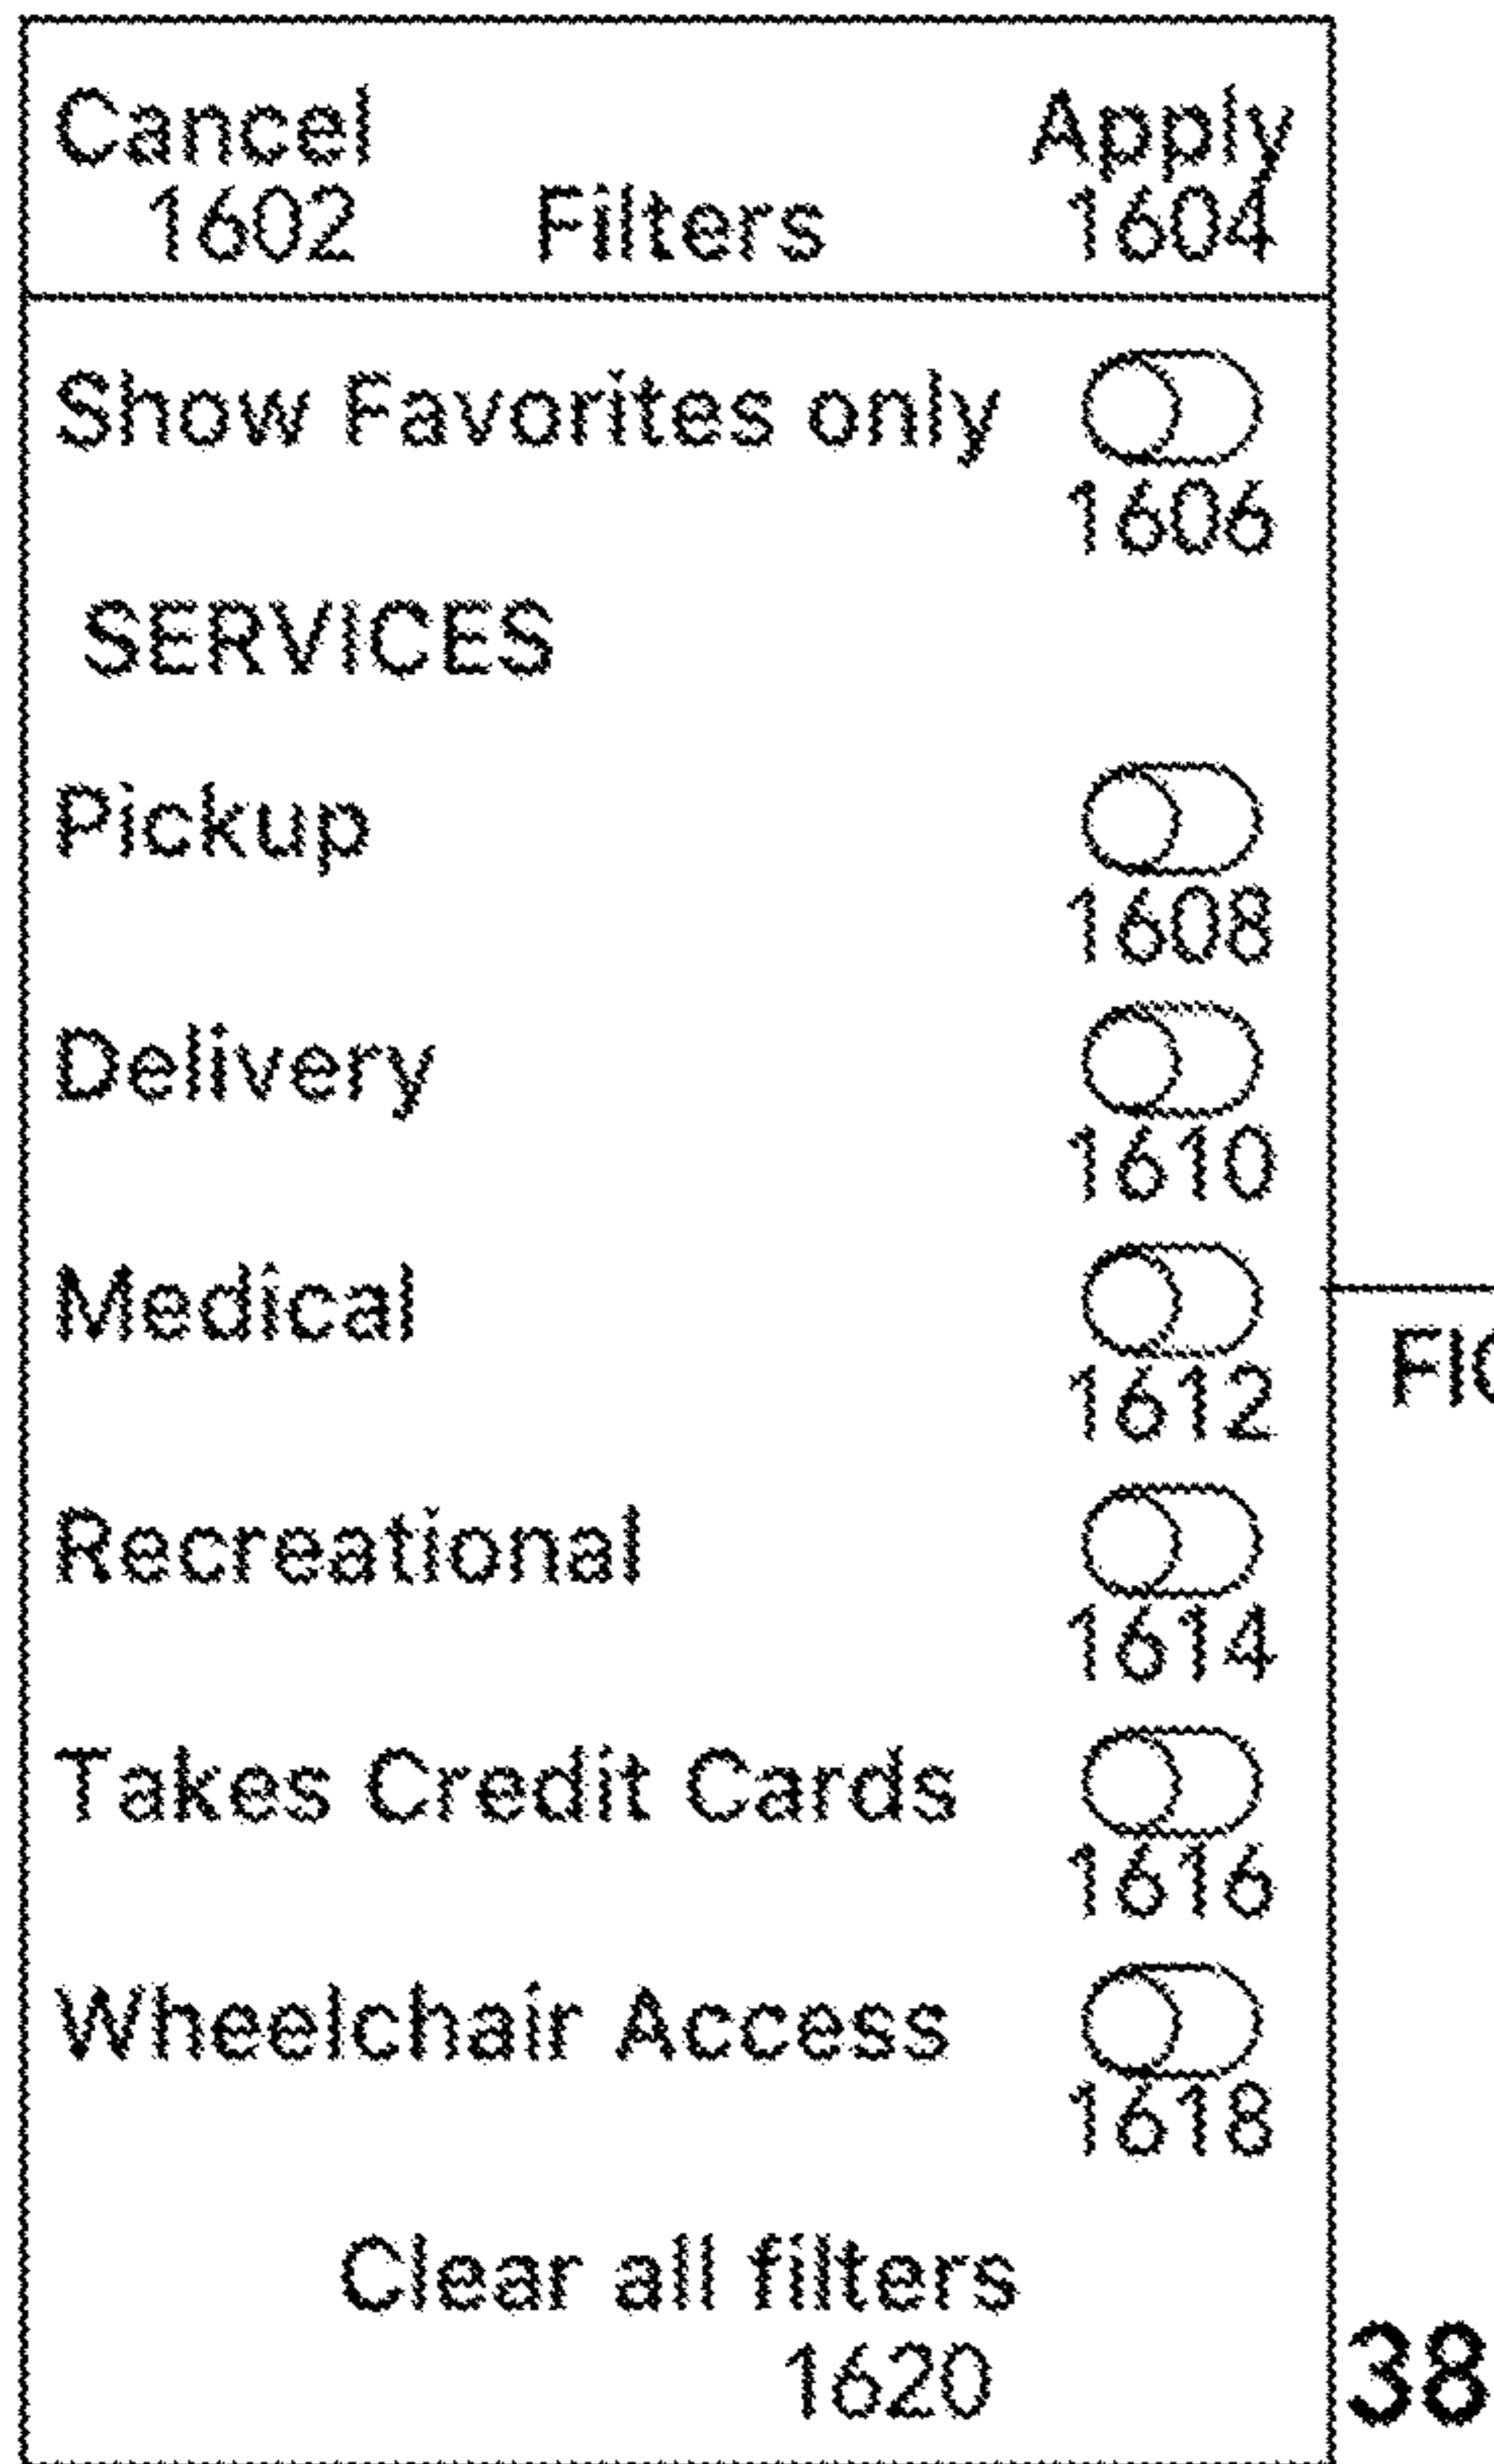 Cancel Apply
1602 Filters 1604
Show Favorites only
1606
SERVICES
Pickup
1608
Delivery
1610
Medical
1612
FIG
Recreational
1614
Takes Credit Cards
1616
Wheelchair Access
1618
Clear all filters
1620
38